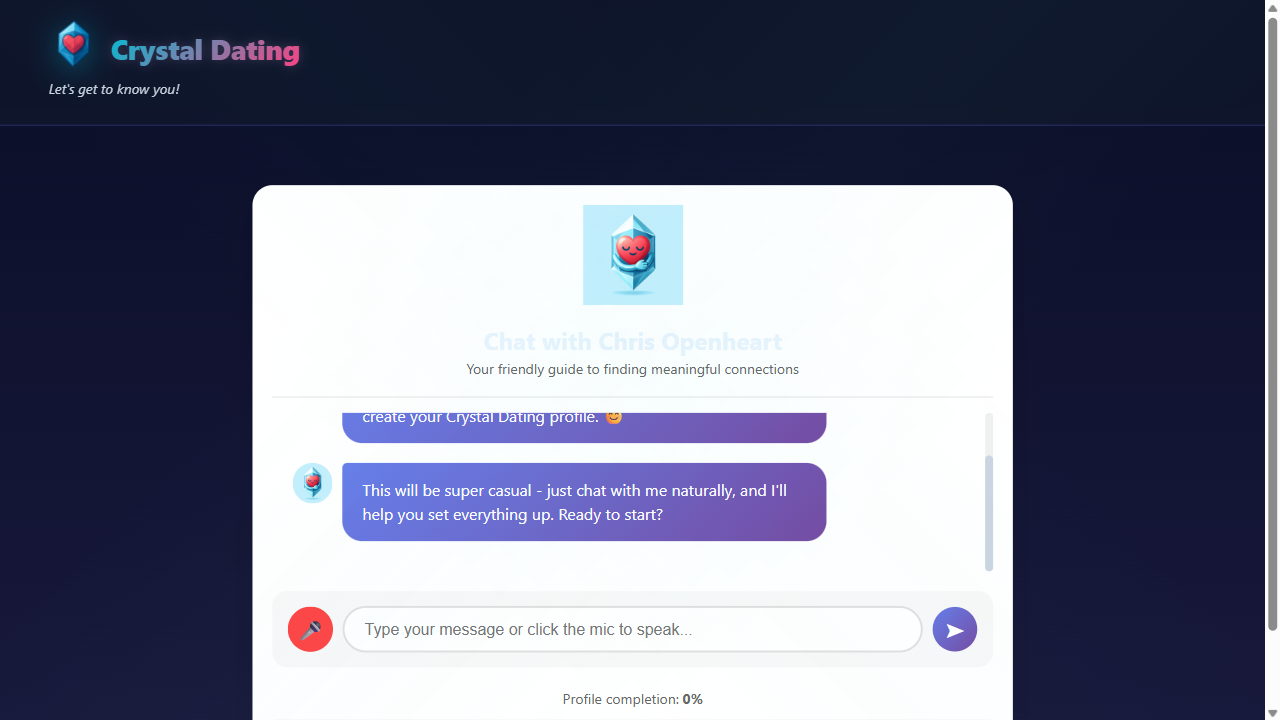 Crystal Dating
Let's get to know you!
Chat with Chris Openheart
Your friendly guide to finding meaningful connections
create your Crystal Dating profile. 😊
This will be super casual - just chat with me naturally, and I'll
help you set everything up. Ready to start?
Type your message or click the mic to speak...
Profile completion: 0%